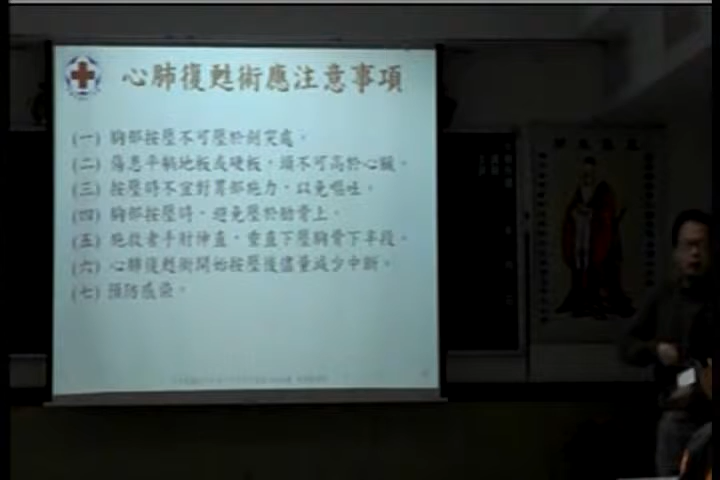 心肺復甦術應注意事項
(一) 胸部按壓不可壓於劍突處。
(二) 傷患平躺地板或硬板，頭不可高於心臟。
(三) 按壓時不宜對胃部施力，以免嘔吐。
(四) 胸部按壓時，避免壓於肋骨上。
(五) 施救者手肘伸直，垂直下壓胸骨下半段。
(六) 心肺復甦術開始按壓後儘量減少中斷。
(七) 預防感染。